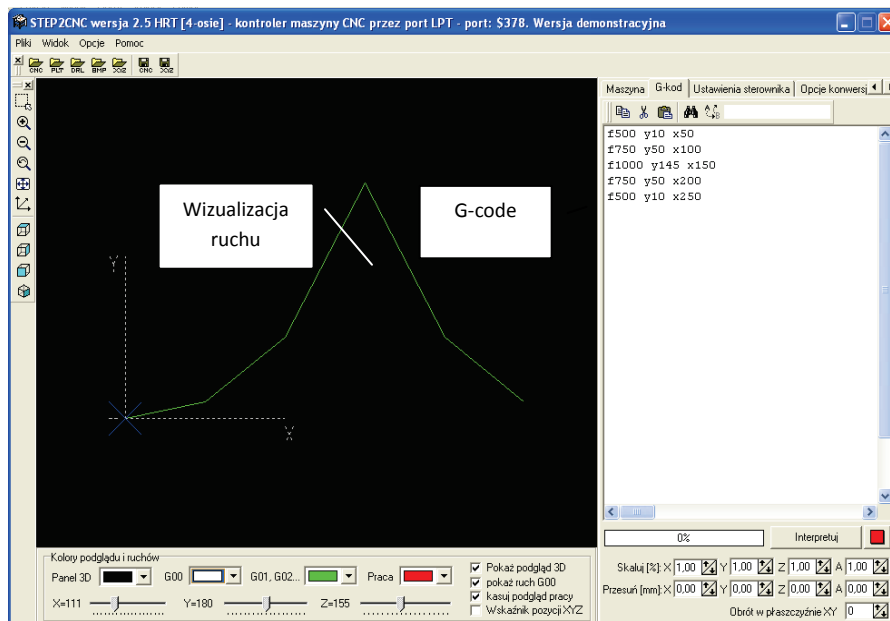 STEP2CNC wersja 2.5 HRT [4-osie] - kontroler maszyny CNC przez port LPT - port: $378. Wersja demonstracyjna
Pliki Widok Opcje Pomoc
CNC PLT DRL BMP XYZ CNC XYZ
Maszyna G-kod Ustawienia sterownika Opcje konwersj
f500 y10 x50
f750 y50 x100
f1000 y145 x150
f750 y50 x200
f500 y10 x250
Wizualizacja
ruchu
G-code
Y
X
0% Interpretuj
Kolory podglądu i ruchów
Panel 3D G00 G01, G02... Praca
X=111 Y=180 Z=155
Pokaż podgląd 3D
pokaż ruch G00
kasuj podgląd pracy
Wskaźnik pozycji XYZ
Skaluj [%]: X 1,00 Y 1,00 Z 1,00 A 1,00
Przesuń [mm]: X 0,00 Y 0,00 Z 0,00 A 0,00
Obrót w płaszczyźnie XY 0